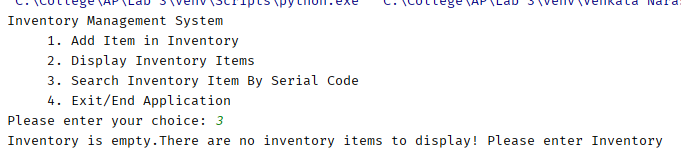 "C:\College\AP\Lab 3\venv\Scripts\python.exe" "C:\College\AP\Lab 3\venv\Venkata Naras
Inventory Management System
1. Add Item in Inventory
2. Display Inventory Items
3. Search Inventory Item By Serial Code
4. Exit/End Application
Please enter your choice: 3
Inventory is empty.There are no inventory items to display! Please enter Inventory